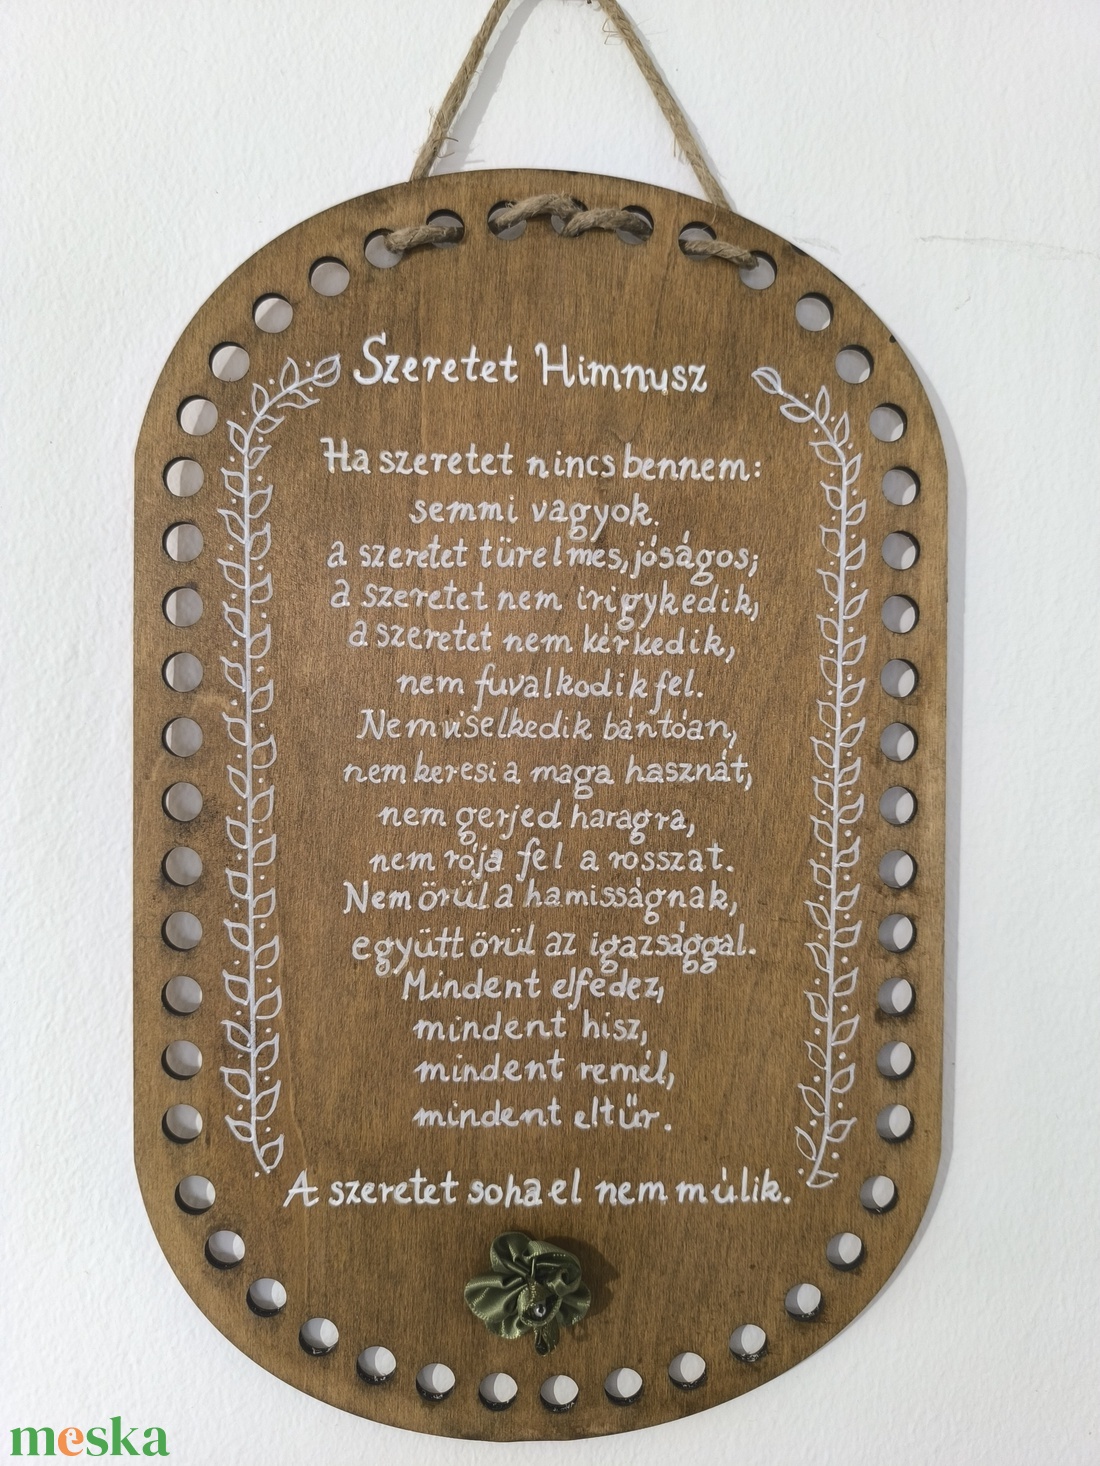 Szeretet Himnusz
Ha szeretet nincs bennem:
semmi vagyok.
a szeretet türelmes, jóságos;
a szeretet nem irigykedik,
a szeretet nem kérkedik,
nem fuvalkodik fel.
Nem viselkedik bántóan,
nem keresi a maga hasznát,
nem gerjed haragra,
nem rója fel a rosszat.
Nem örül a hamisságnak,
együtt örül az igazsággal.
Mindent elfedez,
mindent hisz,
mindent remél,
mindent eltűr.
A szeretet soha el nem múlik.
meska